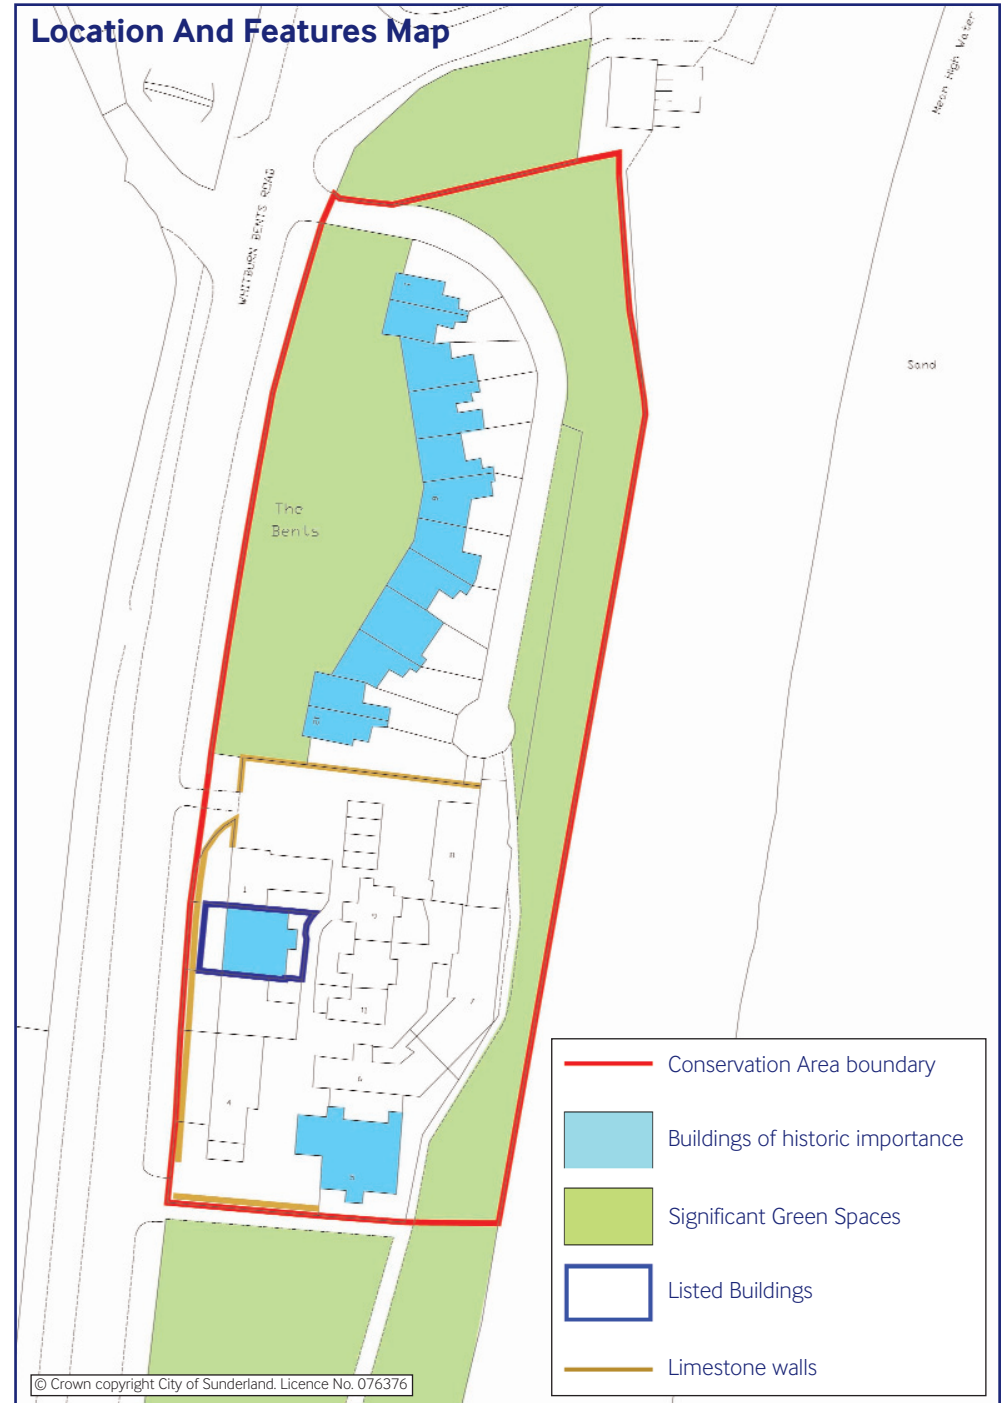 Location And Features Map
Mean High Water
WHITBURN BENTS ROAD
Sand
The
Bents
Conservation Area boundary
Buildings of historic importance
Significant Green Spaces
Listed Buildings
Limestone walls
© Crown copyright City of Sunderland. Licence No. 076376